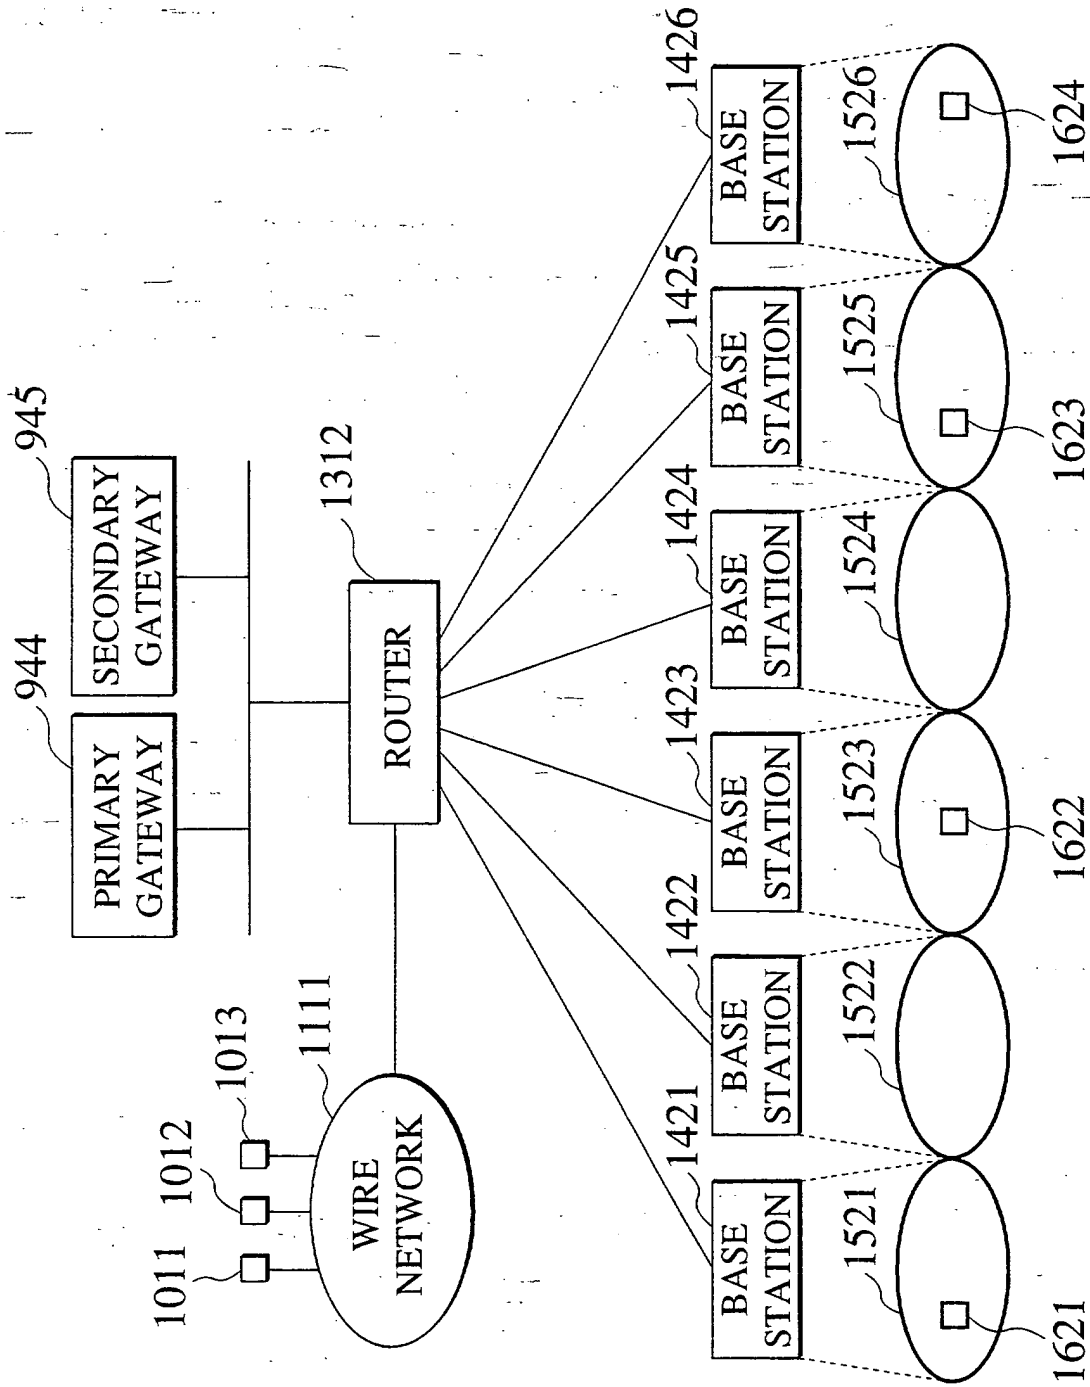 944
945
PRIMARY
GATEWAY
SECONDARY
GATEWAY
1011
1012
1013
1111
WIRE
NETWORK
1312
ROUTER
1421
1422
1423
1424
1425
1426
BASE
STATION
BASE
STATION
BASE
STATION
BASE
STATION
BASE
STATION
BASE
STATION
1521
1522
1523
1524
1525
1526
1621
1622
1623
1624